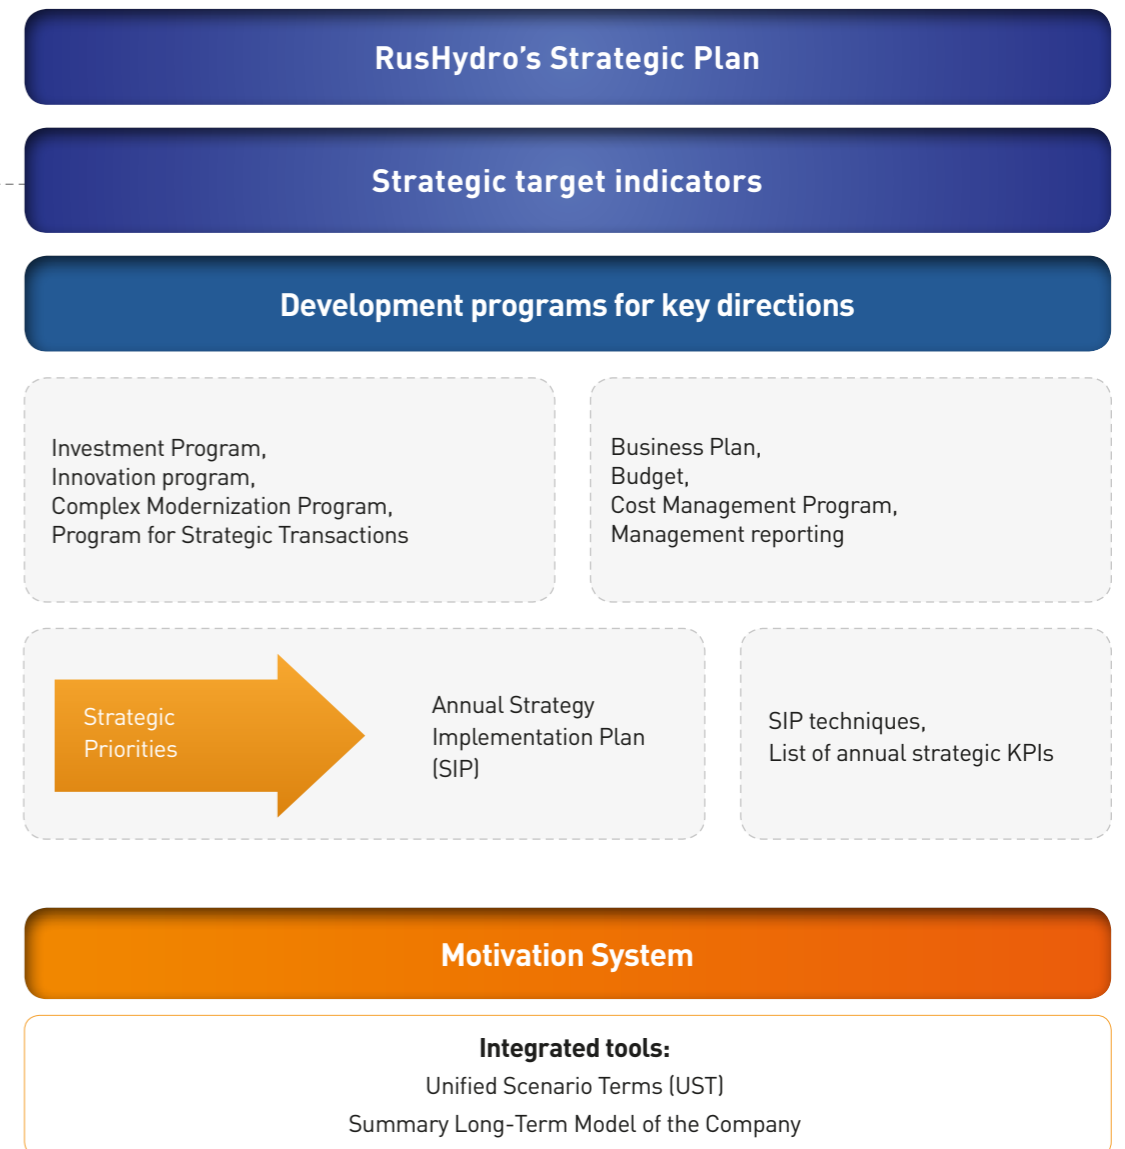 RusHydro’s Strategic Plan
Strategic target indicators
Development programs for key directions
Investment Program,
Innovation program,
Complex Modernization Program,
Program for Strategic Transactions
Business Plan,
Budget,
Cost Management Program,
Management reporting
Strategic
Priorities
Annual Strategy
Implementation Plan
(SIP)
SIP techniques,
List of annual strategic KPIs
Motivation System
Integrated tools:
Unified Scenario Terms (UST)
Summary Long-Term Model of the Company